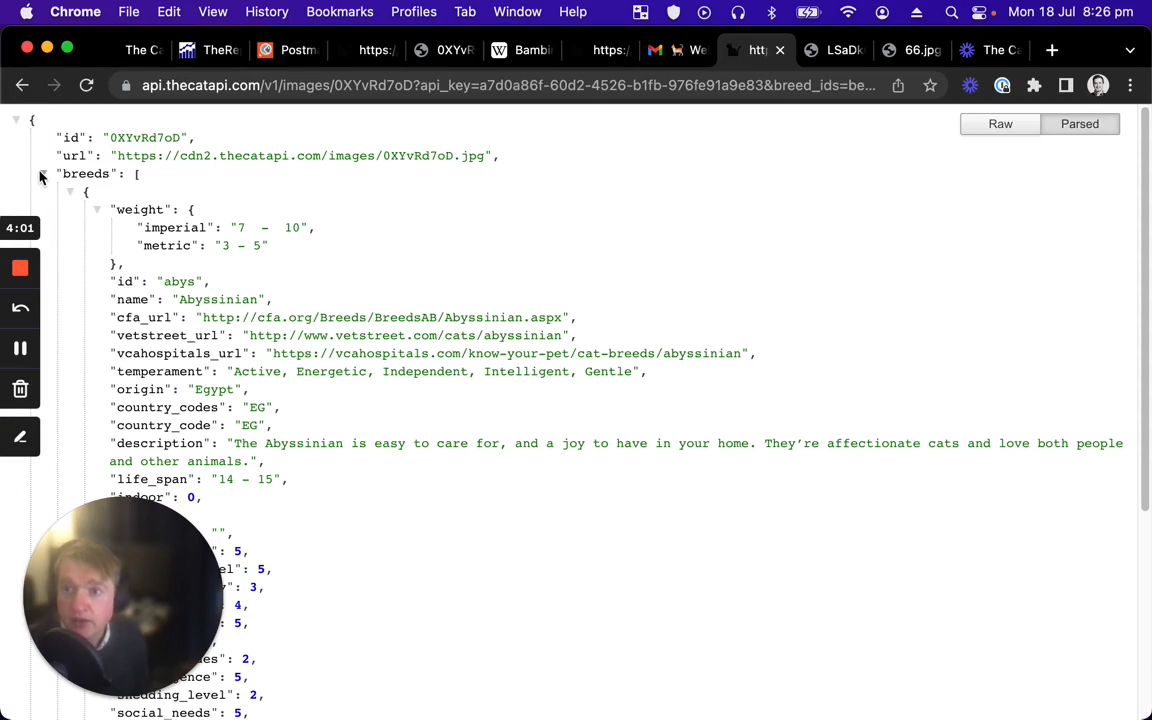 Chrome File Edit View History Bookmarks Profiles Tab Window Help Mon 18 Jul 8:26 pm
The Ca TheRe Postm https: 0XYvR Bambi https: We htt LSaDk 66.jpg The C
api.thecatapi.com/v1/images/0XYvRd7oD?api_key=a7d0a86f-60d2-4526-b1fb-976fe91a9e83&breed_ids=be...
Raw Parsed
{
"id": "0XYvRd7oD",
"url": "https://cdn2.thecatapi.com/images/0XYvRd7oD.jpg",
"breeds": [
{
"weight": {
"imperial": "7  -  10",
4:01
"metric": "3 - 5"
},
"id": "abys",
"name": "Abyssinian",
"cfa_url": "http://cfa.org/Breeds/BreedsAB/Abyssinian.aspx",
"vetstreet_url": "http://www.vetstreet.com/cats/abyssinian",
"vcahospitals_url": "https://vcahospitals.com/know-your-pet/cat-breeds/abyssinian",
"temperament": "Active, Energetic, Independent, Intelligent, Gentle",
"origin": "Egypt",
"country_codes": "EG",
"country_code": "EG",
"description": "The Abyssinian is easy to care for, and a joy to have in your home. They're affectionate cats and love both people
and other animals.",
"life_span": "14 - 15",
"indoor": 0,
"",
": 5,
el": 5,
": 3,
: 4,
": 5,
es": 2,
gence": 5,
"shedding_level": 2,
"social_needs": 5,